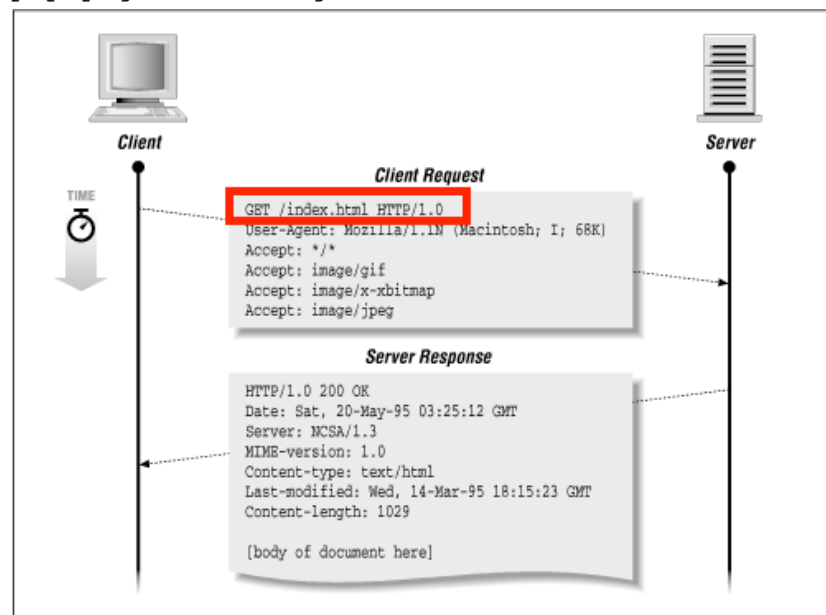 Client
Server
TIME
Client Request
GET /index.html HTTP/1.0
User-Agent: Mozilla/1.1N (Macintosh; I; 68K)
Accept: */*
Accept: image/gif
Accept: image/x-xbitmap
Accept: image/jpeg
Server Response
HTTP/1.0 200 OK
Date: Sat, 20-May-95 03:25:12 GMT
Server: NCSA/1.3
MIME-version: 1.0
Content-type: text/html
Last-modified: Wed, 14-Mar-95 18:15:23 GMT
Content-length: 1029
[body of document here]